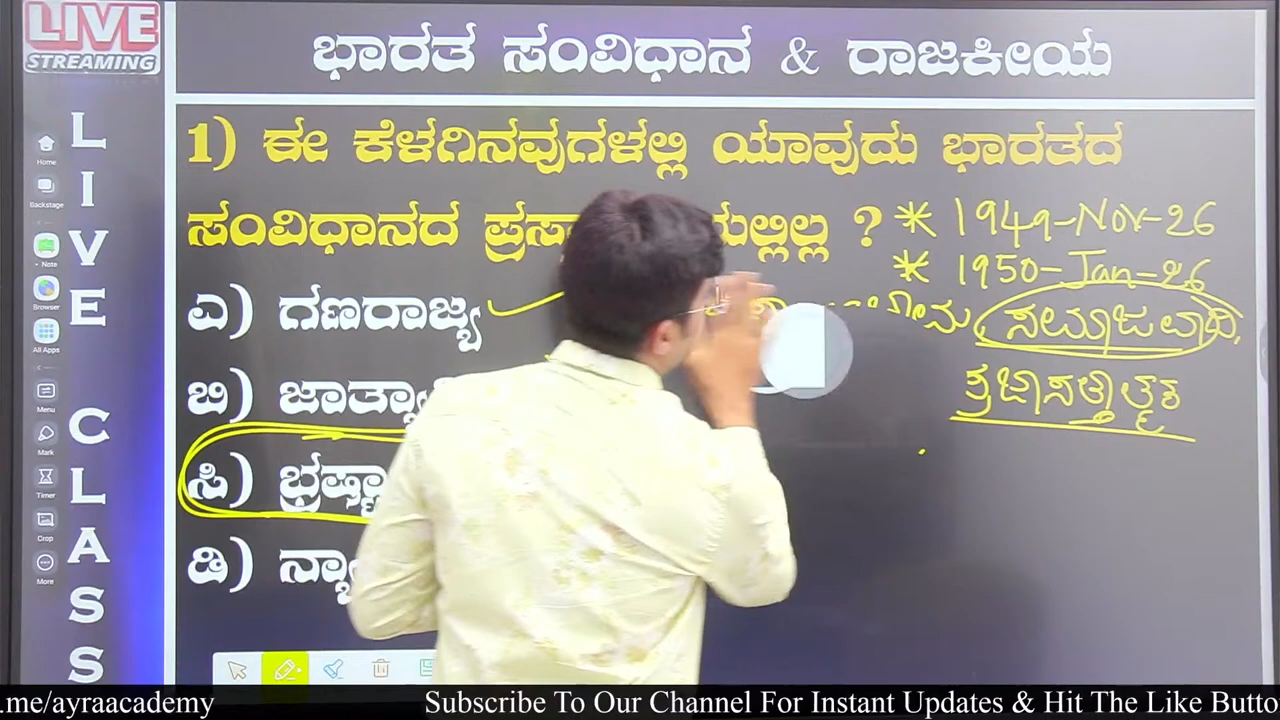 LIVE
STREAMING
ಭಾರತ ಸಂವಿಧಾನ & ರಾಜಕೀಯ
1) ಈ ಕೆಳಗಿನವುಗಳಲ್ಲಿ ಯಾವುದು ಭಾರತದ
ಸಂವಿಧಾನದ ?
* 1949-Nov-26
* 1950-Jan-26
ಎ) ಗಣರಾಜ್ಯ
ಸಮಾಜವಾದಿ,
ಬಿ)
ಪ್ರಜಾಸತ್ತಾತ್ಮಕ
ಸಿ)
ಡಿ)
LIVE CLASS
Home
Backstage
Note
Browser
All Apps
Menu
Mark
Timer
Crop
More
.me/ayraacademy
Subscribe To Our Channel For Instant Updates & Hit The Like Butto